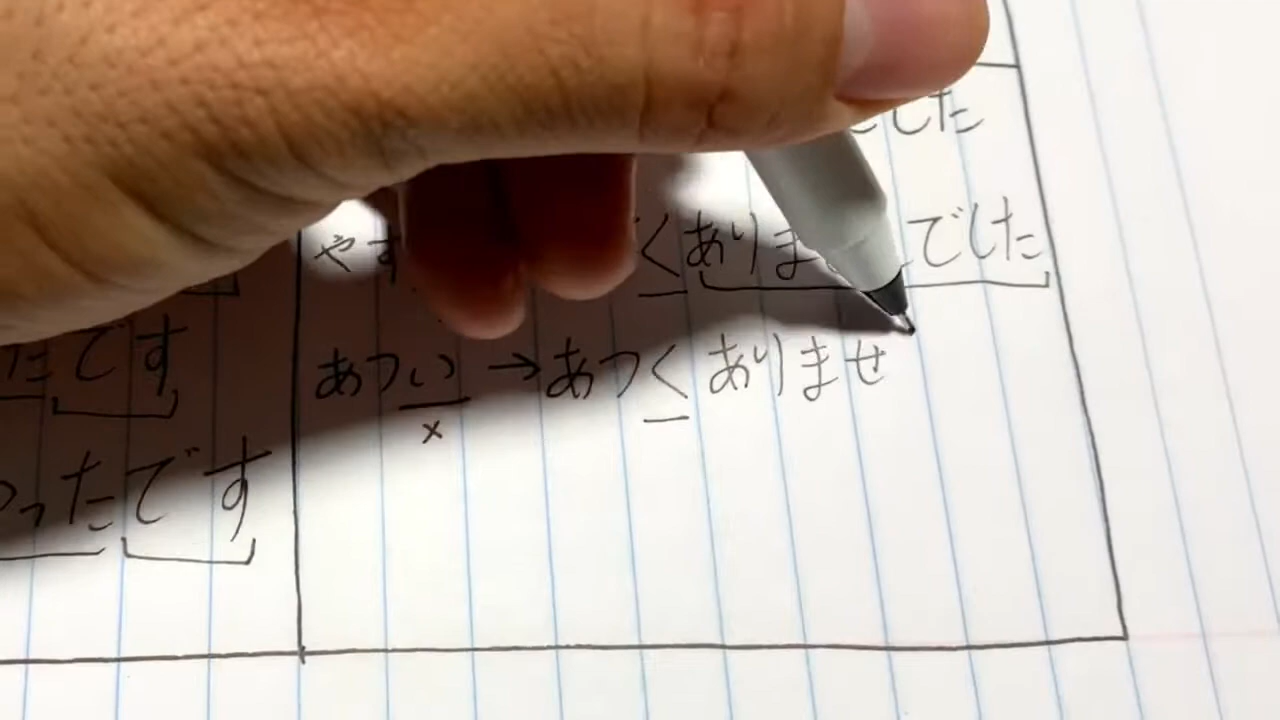 した
やす くありま でした
あつい→あつくありませ
x
たです
ったです